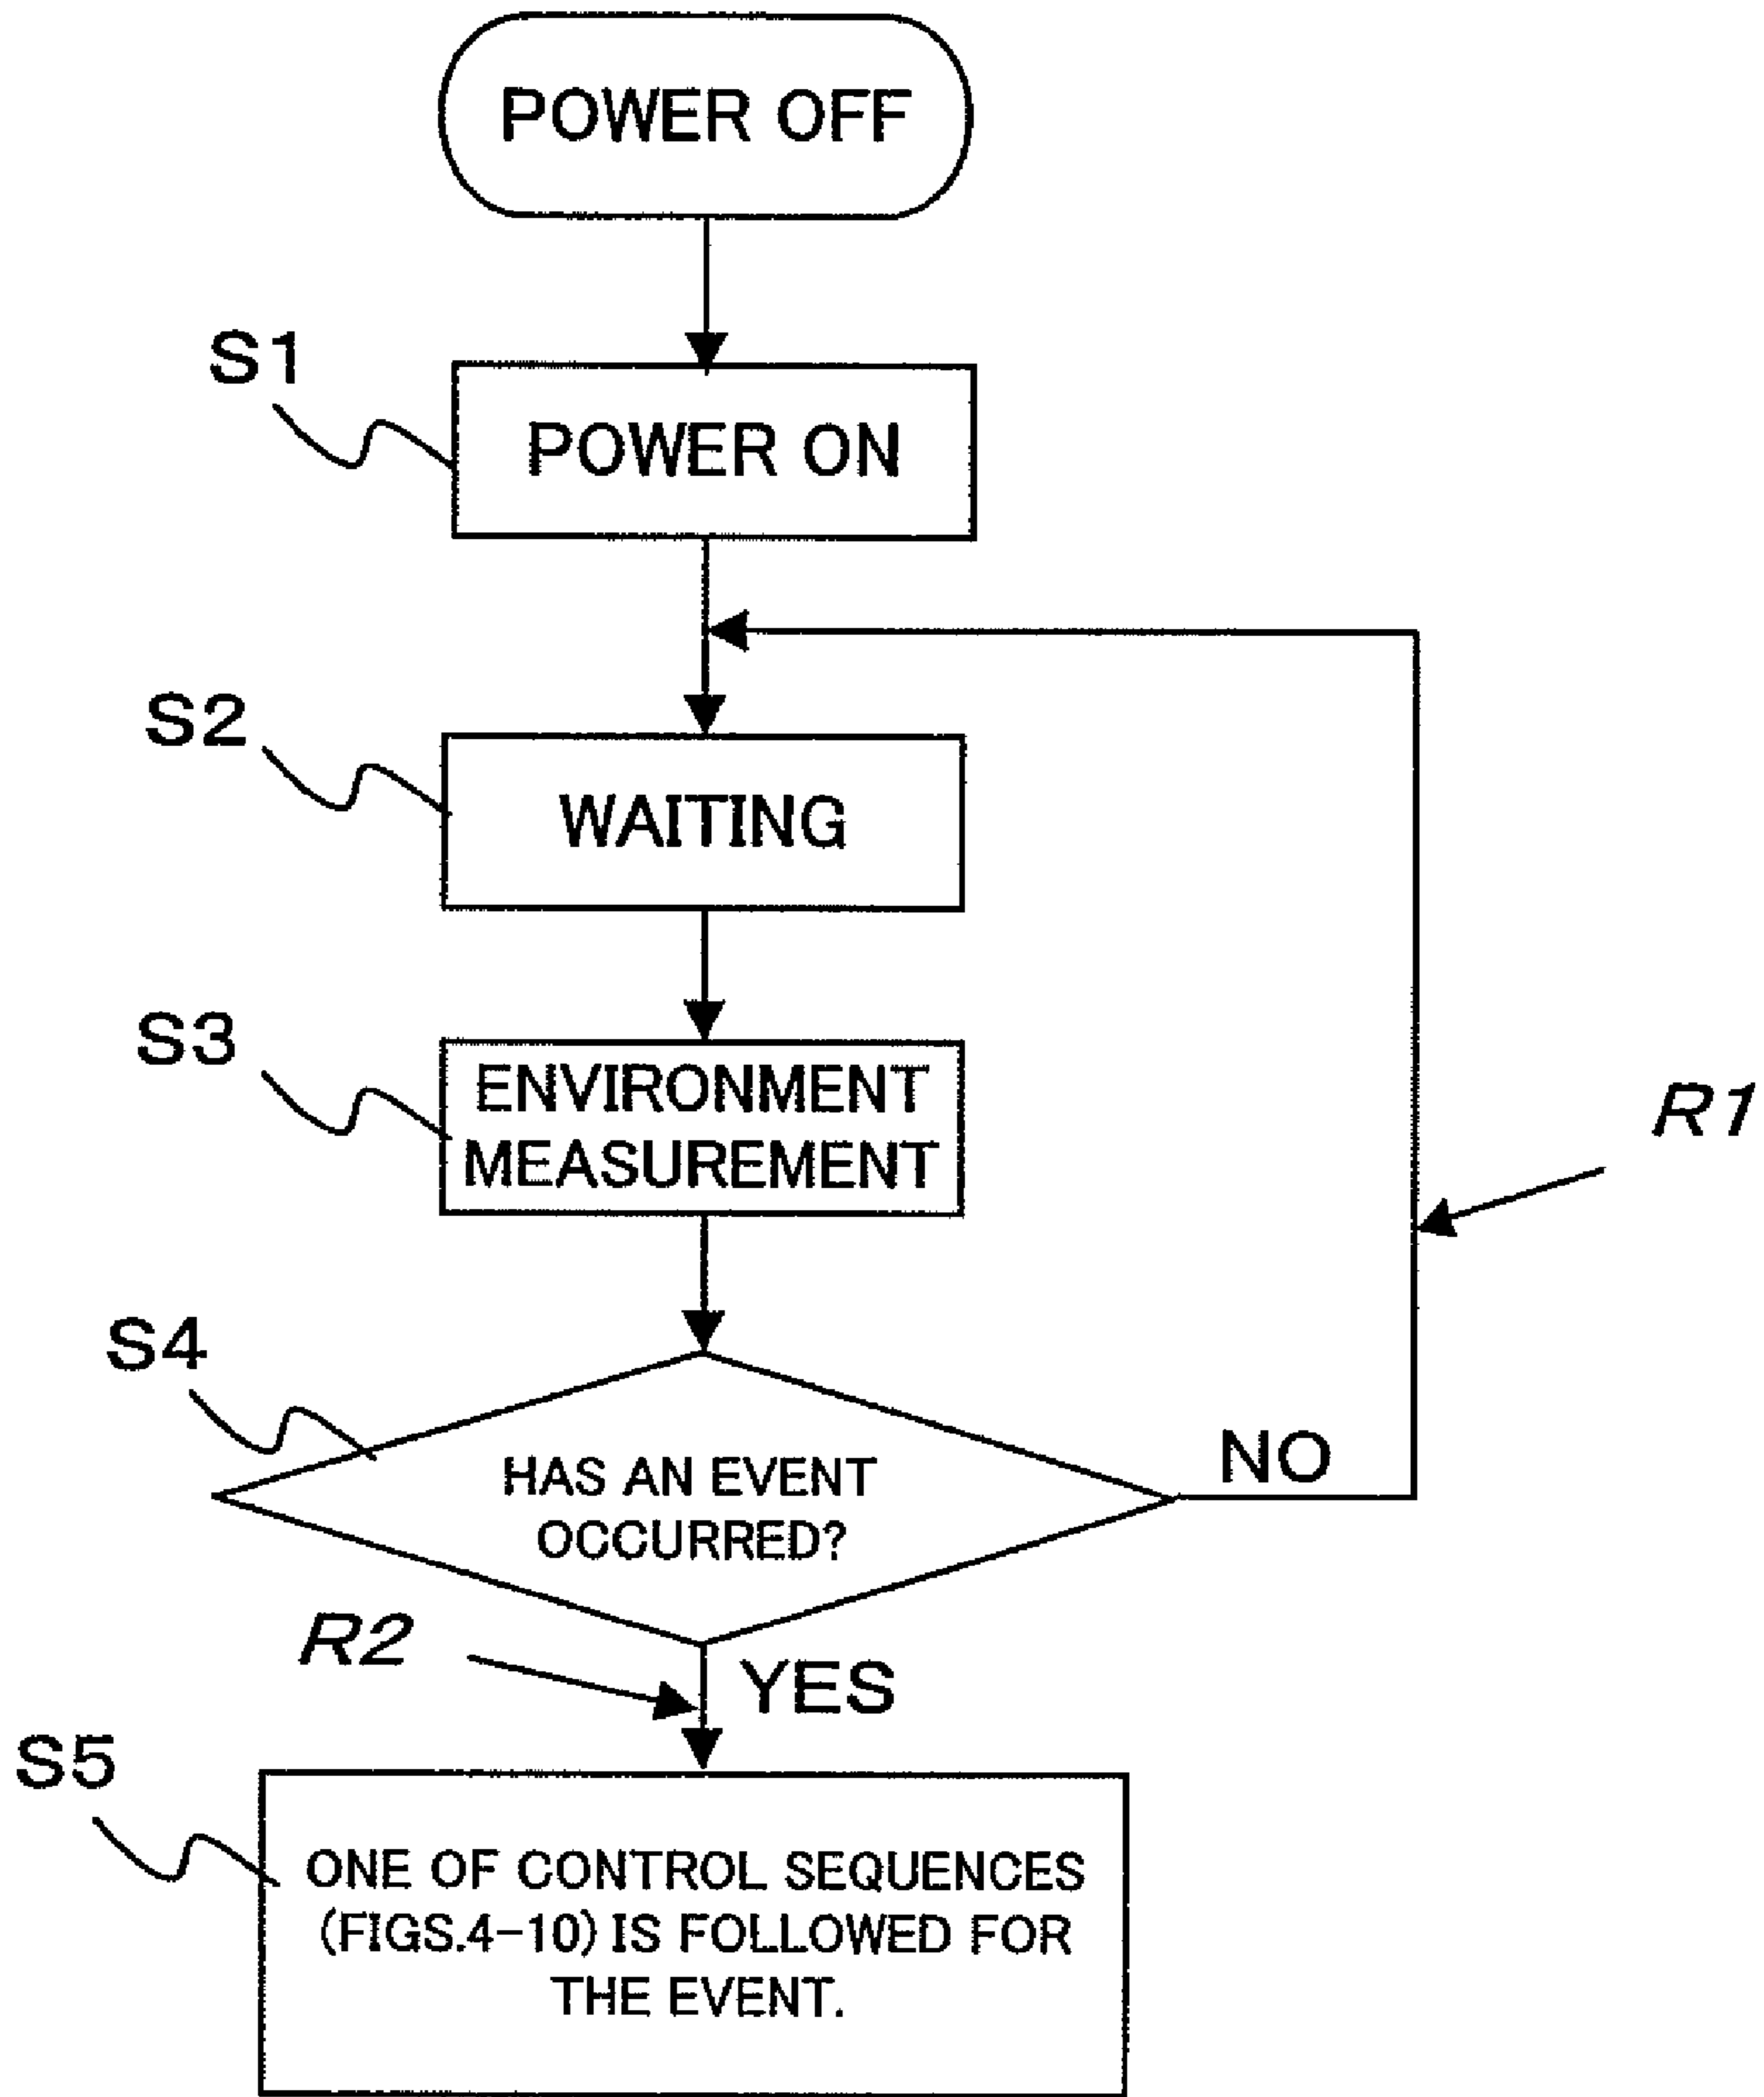 POWER OFF
S1
POWER ON
S2
WAITING
S3
ENVIRONMENT
MEASUREMENT
R1
S4
HAS AN EVENT
OCCURRED?
NO
R2
YES
S5
ONE OF CONTROL SEQUENCES
(FIGS.4-10) IS FOLLOWED FOR
THE EVENT.